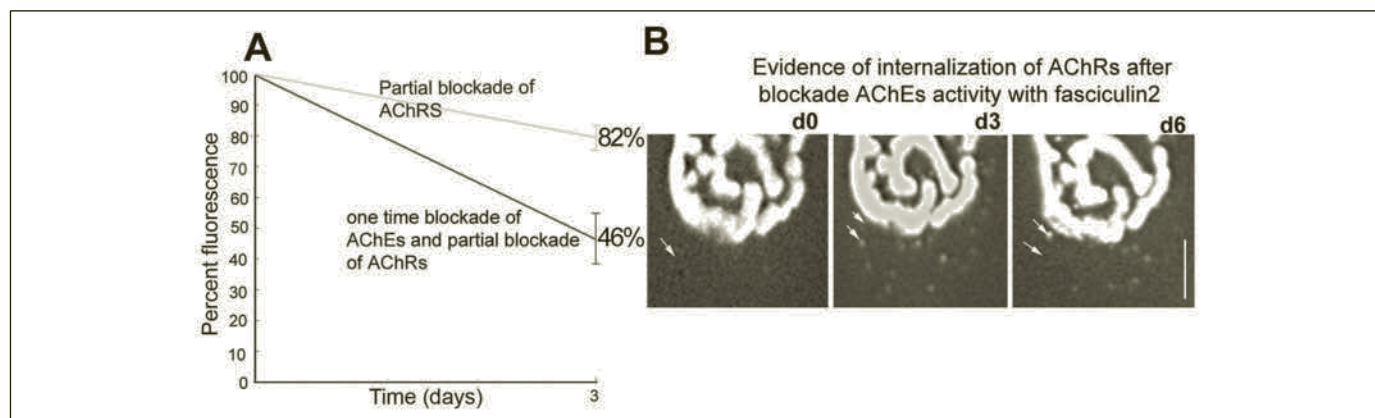 A
100
90
80
70
60
50
40
30
20
10
0
Percent fluorescence
Partial blockade of
AChRS
82%
one time blockade of
AChEs and partial blockade
of AChRs
46%
Time (days)
3
B
Evidence of internalization of AChRs after
blockade AChEs activity with fasciculin2
d0
d3
d6